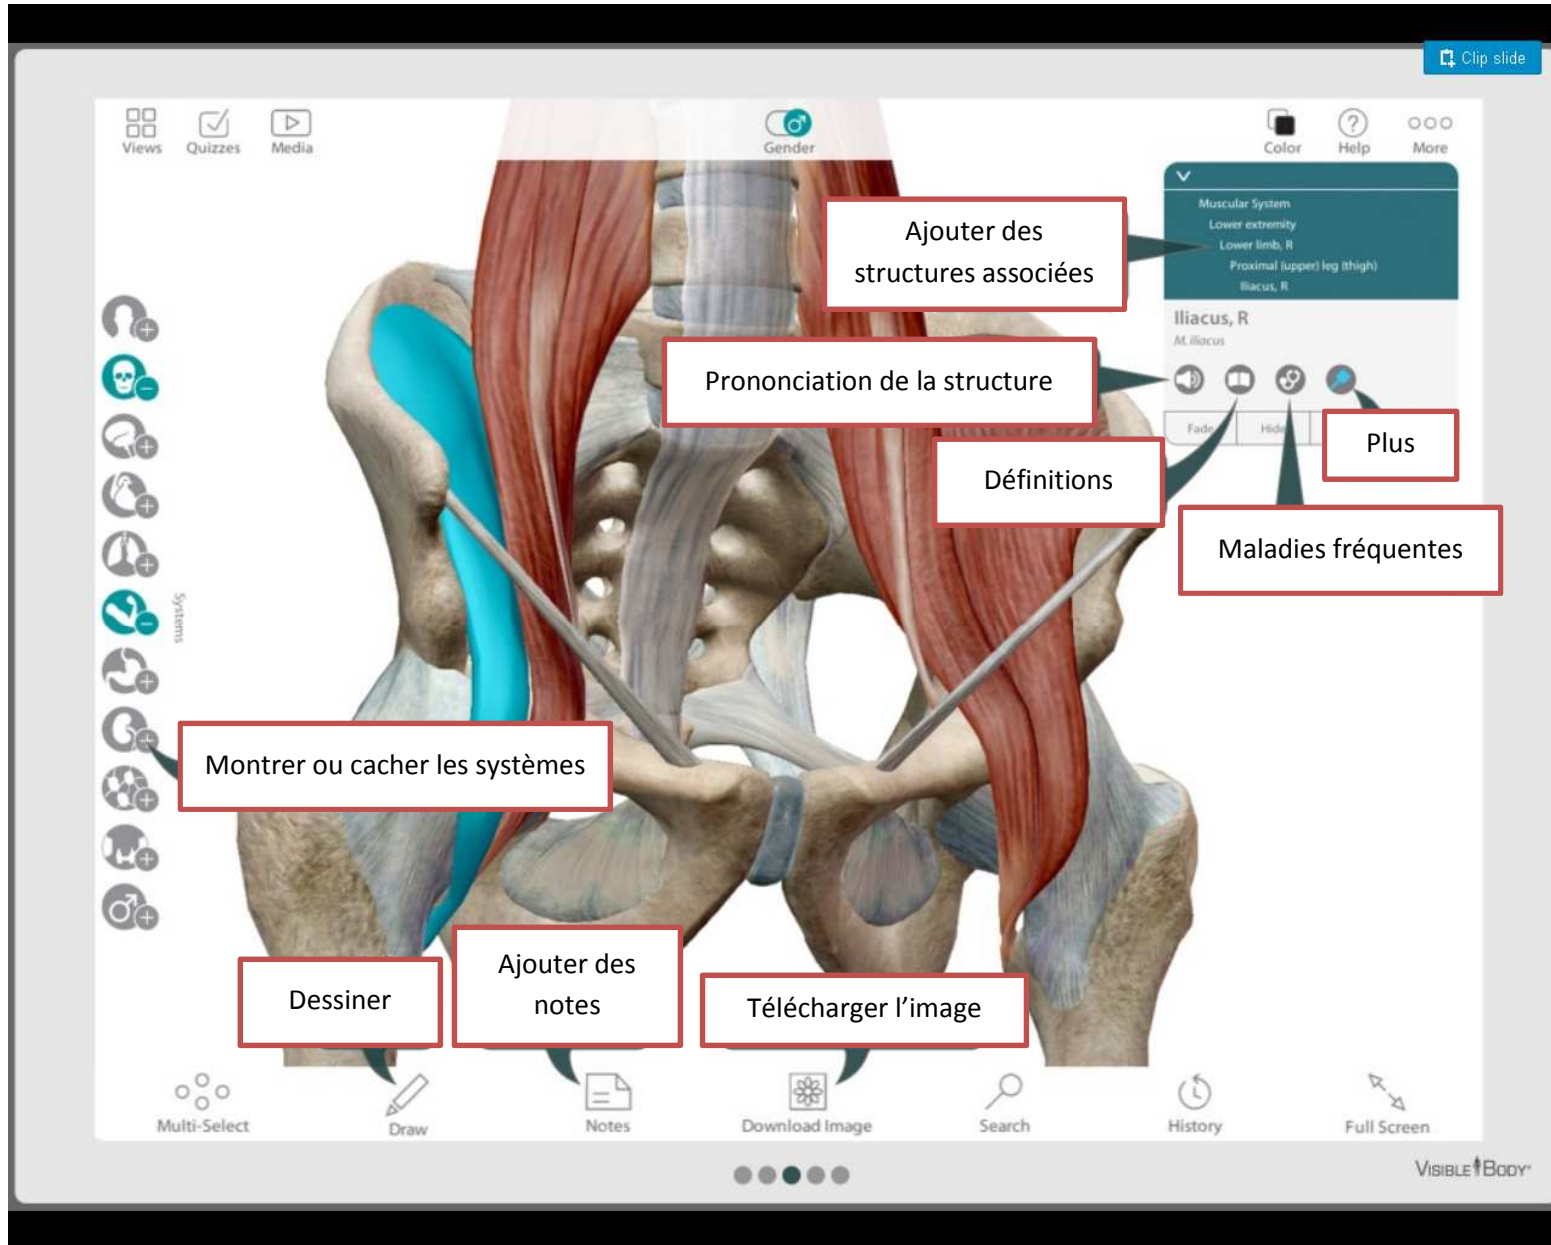 Clip slide
Views
Quizzes
Media
Gender
Color
Help
More
Muscular System
Lower extremity
Lower limb, R
Proximal (upper) leg (thigh)
Iliacus, R
Iliacus, R
M. iliacus
Fade
Hide
Ajouter des
structures associées
Prononciation de la structure
Définitions
Plus
Maladies fréquentes
Systems
Montrer ou cacher les systèmes
Dessiner
Ajouter des
notes
Télécharger l’image
Multi-Select
Draw
Notes
Download Image
Search
History
Full Screen
VISIBLE BODY